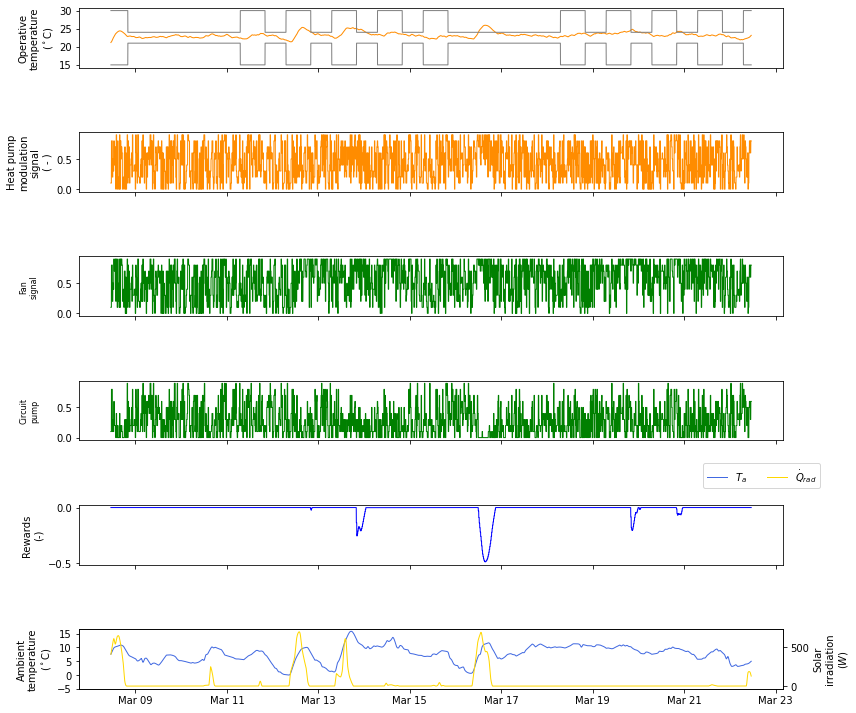 Operative
temperature
(°C)
30
25
20
15
Heat pump
modulation
signal
( - )
0.5
0.0
Fan
signal
0.5
0.0
Circuit
pump
0.5
0.0
T_a
Q̇_rad
Rewards
(-)
0.0
−0.5
Ambient
temperature
(°C)
15
10
5
0
−5
500
0
Solar
irradiation
(W)
Mar 09
Mar 11
Mar 13
Mar 15
Mar 17
Mar 19
Mar 21
Mar 23